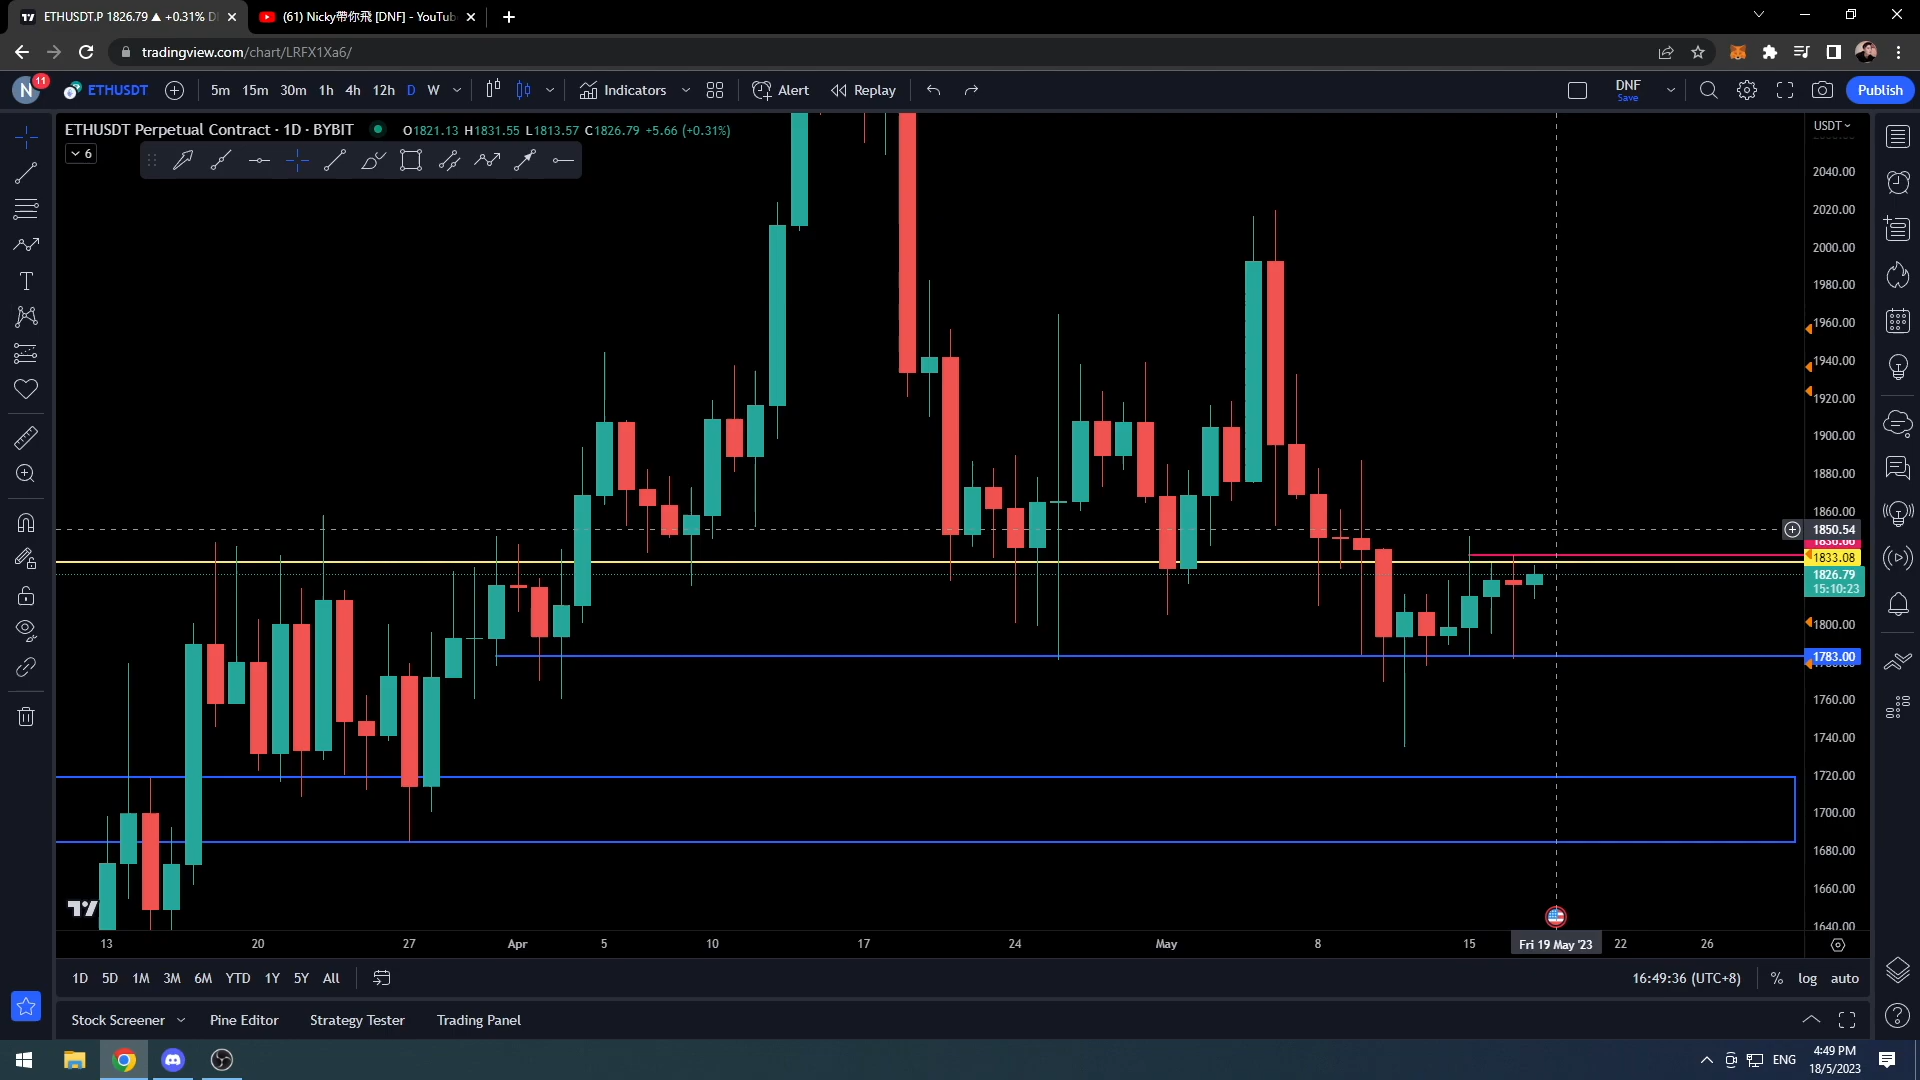 ETHUSDT.P 1826.79 ▲ +0.31% D
(61) Nicky帶你飛 [DNF] - YouTub
tradingview.com/chart/LRFX1Xa6/
N
11
ETHUSDT
5m 15m 30m 1h 4h 12h D W
Indicators
Alert
Replay
DNF
Save
Publish
ETHUSDT Perpetual Contract · 1D · BYBIT
O1821.13 H1831.55 L1813.57 C1826.79 +5.66 (+0.31%)
6
USDT
2040.00
2020.00
2000.00
1980.00
1960.00
1940.00
1920.00
1900.00
1880.00
1860.00
1850.54
1833.08
1826.79
15:10:23
1800.00
1783.00
1760.00
1740.00
1720.00
1700.00
1680.00
1660.00
1640.00
13 20 27 Apr 5 10 17 24 May 8 15 Fri 19 May '23 22 26
1D 5D 1M 3M 6M YTD 1Y 5Y All
16:49:36 (UTC+8)
% log auto
Stock Screener
Pine Editor
Strategy Tester
Trading Panel
ENG
4:49 PM
18/5/2023